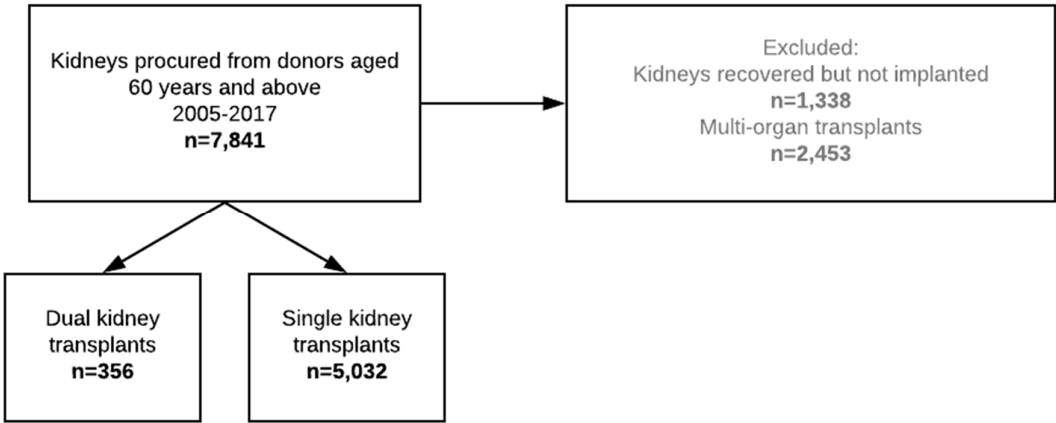 Kidneys procured from donors aged
60 years and above
2005-2017
n=7,841
Excluded:
Kidneys recovered but not implanted
n=1,338
Multi-organ transplants
n=2,453
Dual kidney
transplants
n=356
Single kidney
transplants
n=5,032